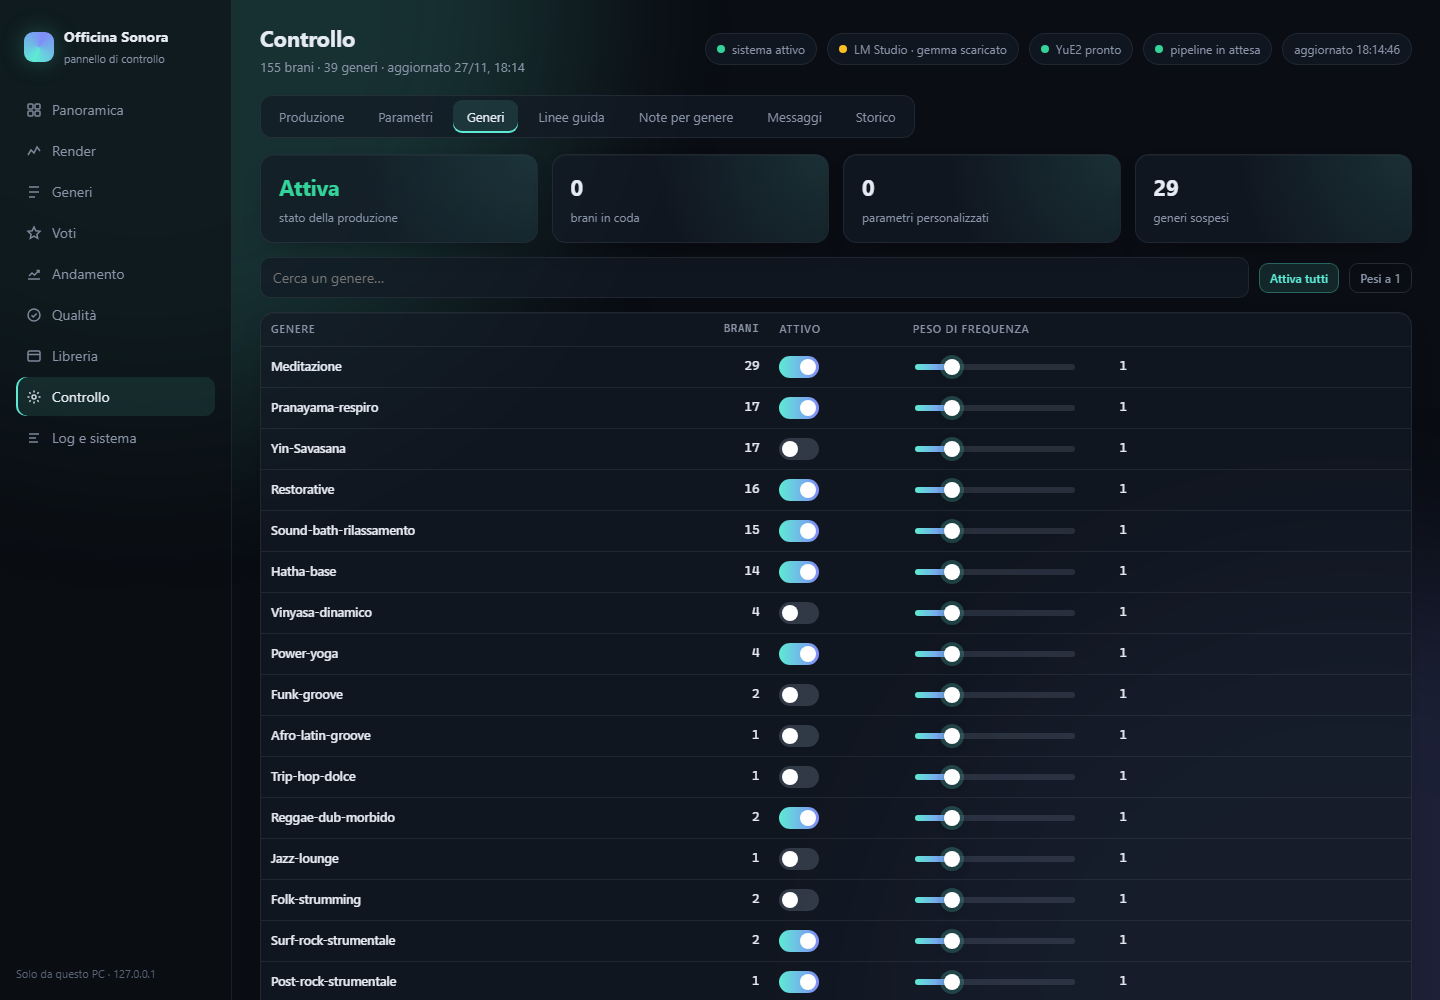 Officina Sonora
pannello di controllo
Panoramica
Render
Generi
Voti
Andamento
Qualità
Libreria
Controllo
Log e sistema
Solo da questo PC · 127.0.0.1
Controllo
155 brani · 39 generi · aggiornato 27/11, 18:14
sistema attivo
LM Studio · gemma scaricato
YuE2 pronto
pipeline in attesa
aggiornato 18:14:46
Produzione Parametri Generi Linee guida Note per genere Messaggi Storico
Attiva
stato della produzione
0
brani in coda
0
parametri personalizzati
29
generi sospesi
Cerca un genere...
Attiva tutti
Pesi a 1
GENERE BRANI ATTIVO PESO DI FREQUENZA
Meditazione 29 1
Pranayama-respiro 17 1
Yin-Savasana 17 1
Restorative 16 1
Sound-bath-rilassamento 15 1
Hatha-base 14 1
Vinyasa-dinamico 4 1
Power-yoga 4 1
Funk-groove 2 1
Afro-latin-groove 1 1
Trip-hop-dolce 1 1
Reggae-dub-morbido 2 1
Jazz-lounge 1 1
Folk-strumming 2 1
Surf-rock-strumentale 2 1
Post-rock-strumentale 1 1